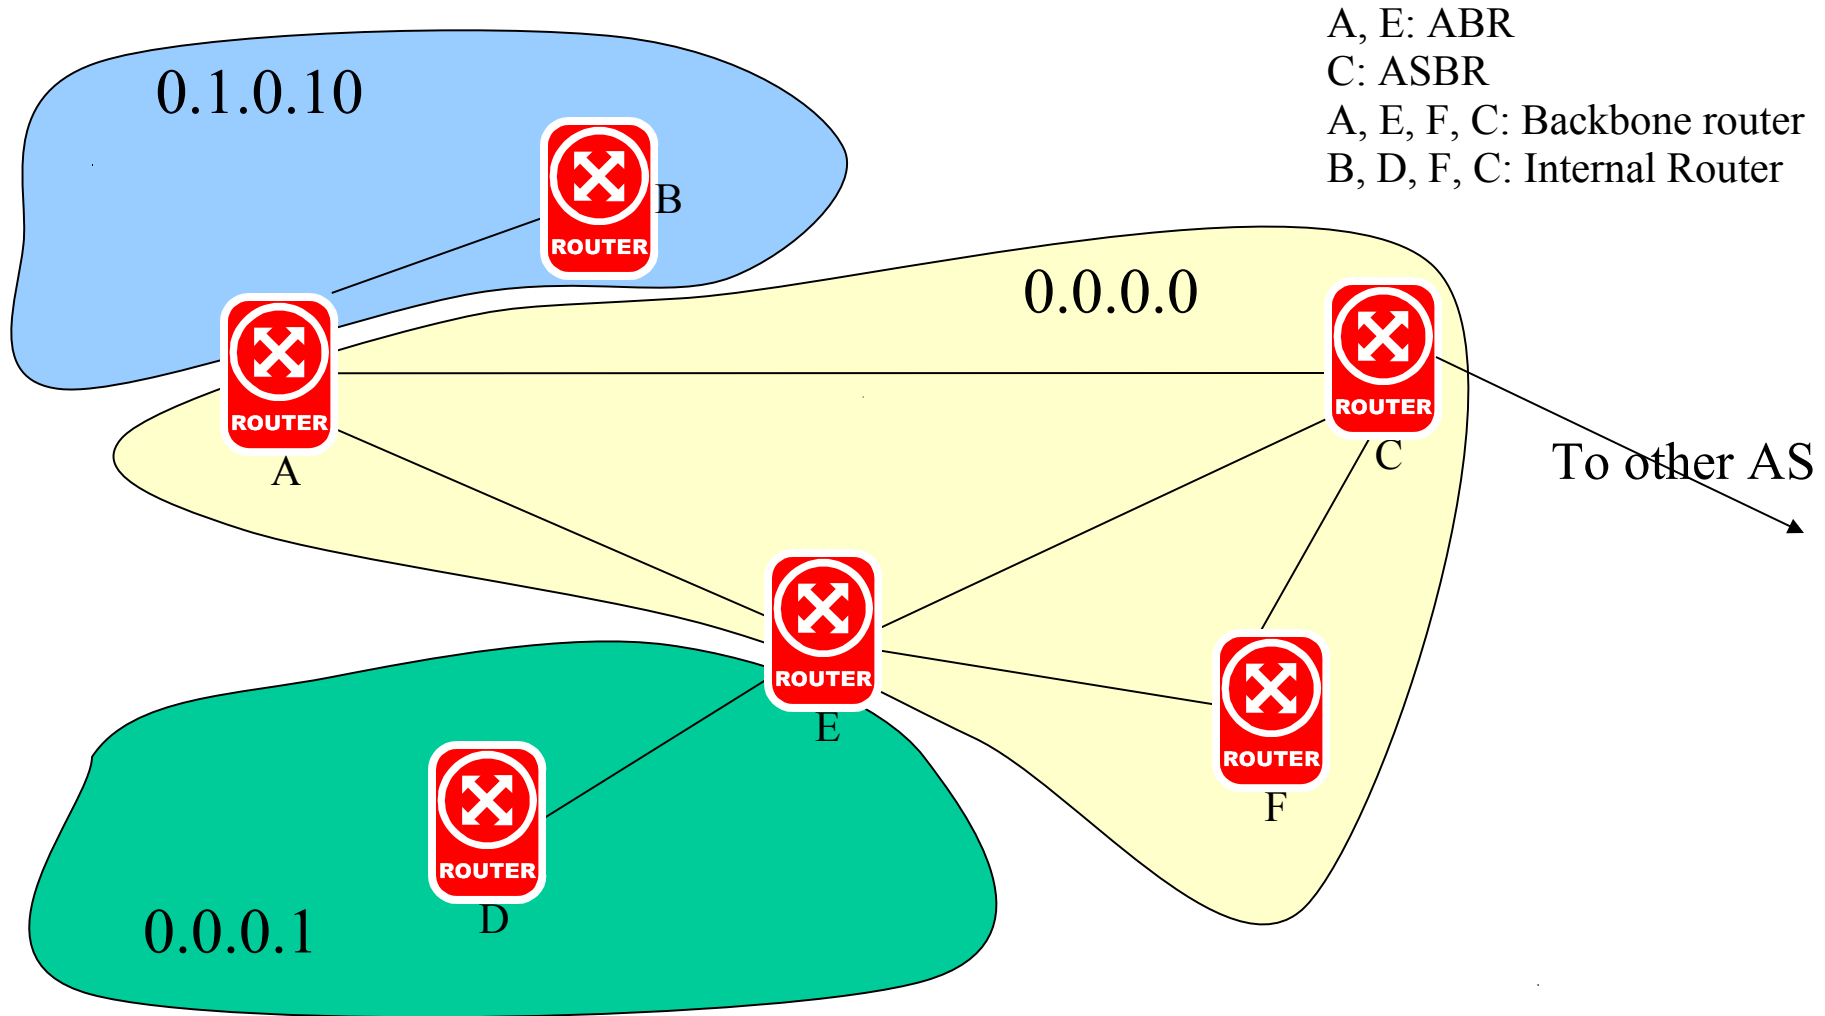 A, E: ABR
C: ASBR
A, E, F, C: Backbone router
B, D, F, C: Internal Router
0.1.0.10
ROUTER
B
0.0.0.0
ROUTER
A
ROUTER
C
To other AS
ROUTER
E
ROUTER
F
ROUTER
D
0.0.0.1